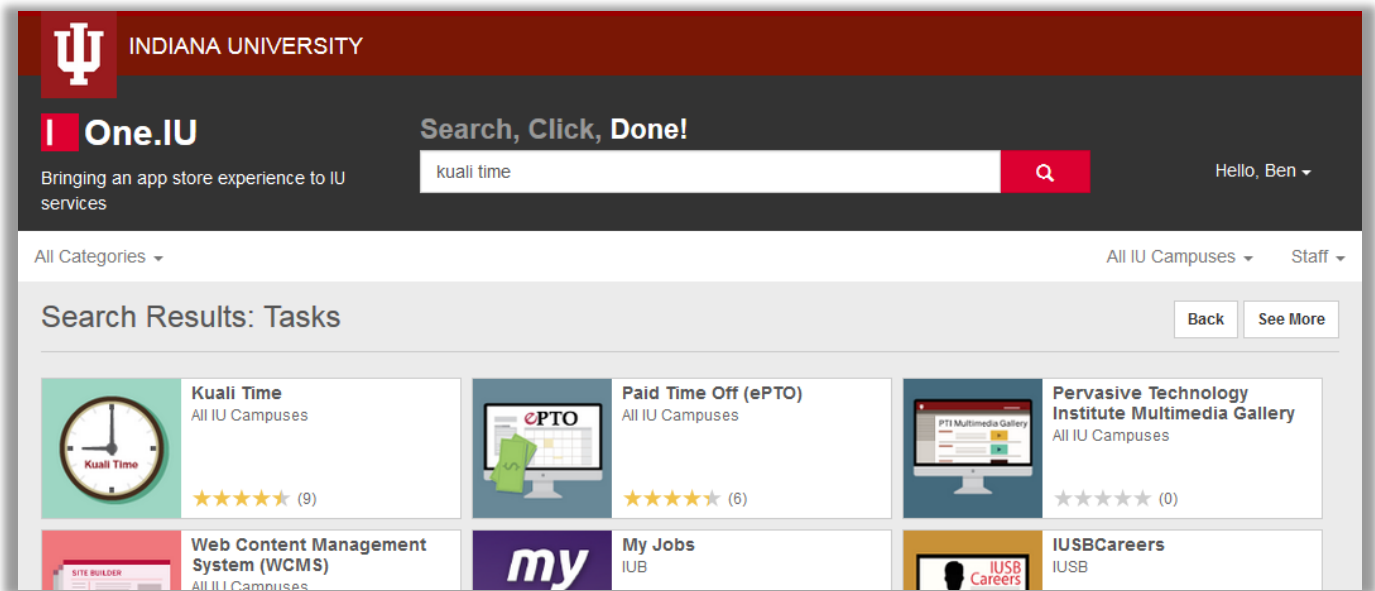 INDIANA UNIVERSITY
One.IU
Search, Click, Done!
kuali time
Hello, Ben
Bringing an app store experience to IU
services
All Categories
All IU Campuses
Staff
Search Results: Tasks
Back
See More
Kuali Time
Kuali Time
All IU Campuses
(9)
ePTO
Paid Time Off (ePTO)
All IU Campuses
(6)
PTI Multimedia Gallery
Pervasive Technology
Institute Multimedia Gallery
All IU Campuses
(0)
SITE BUILDER
Web Content Management
System (WCMS)
All IU Campuses
my
My Jobs
IUB
IUSB
Careers
IUSBCareers
IUSB